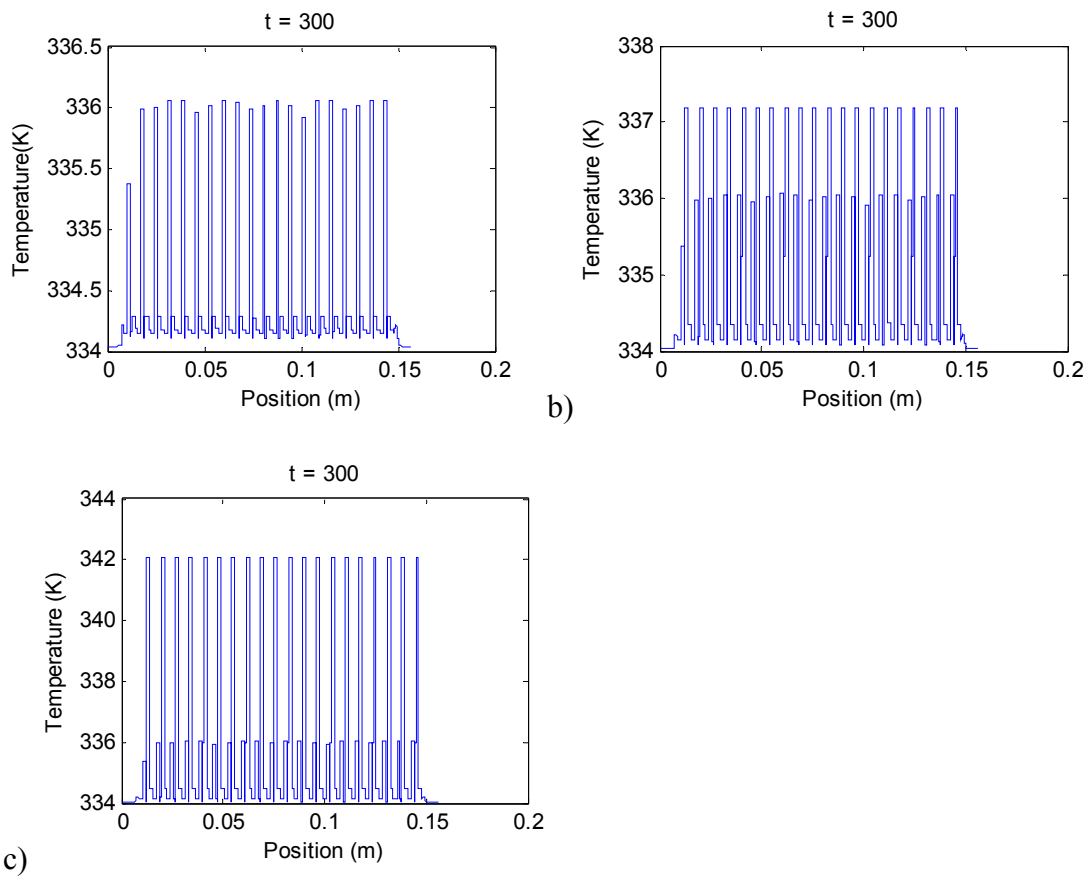 t = 300
336.5
336
335.5
335
334.5
334
0
0.05
0.1
0.15
0.2
Temperature(K)
Position (m)
t = 300
338
337
336
335
334
0
0.05
0.1
0.15
0.2
Temperature (K)
Position (m)
b)
t = 300
344
342
340
338
336
334
0
0.05
0.1
0.15
0.2
Temperature (K)
Position (m)
c)